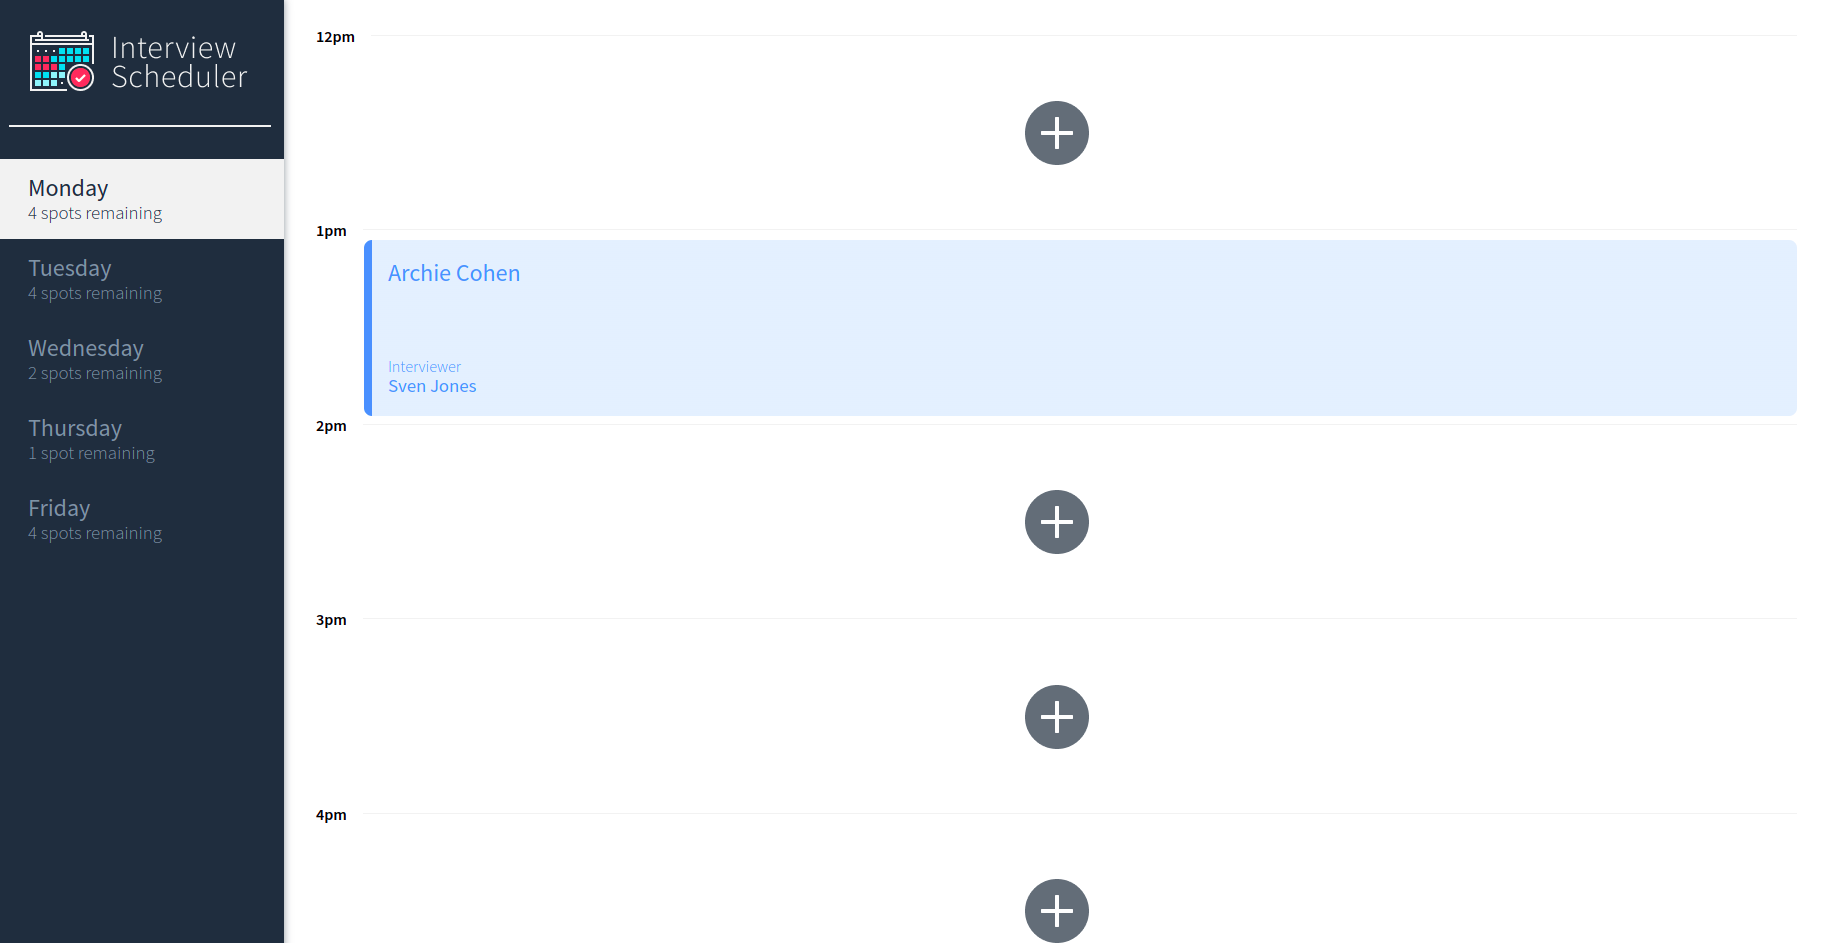 Interview
Scheduler
Monday
4 spots remaining
Tuesday
4 spots remaining
Wednesday
2 spots remaining
Thursday
1 spot remaining
Friday
4 spots remaining
12pm
1pm
Archie Cohen
Interviewer
Sven Jones
2pm
3pm
4pm